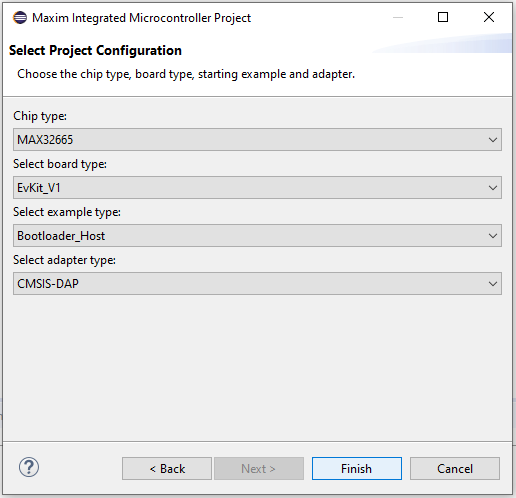 Maxim Integrated Microcontroller Project
Select Project Configuration
Choose the chip type, board type, starting example and adapter.
Chip type:
MAX32665
Select board type:
EvKit_V1
Select example type:
Bootloader_Host
Select adapter type:
CMSIS-DAP
? < Back Next > Finish Cancel